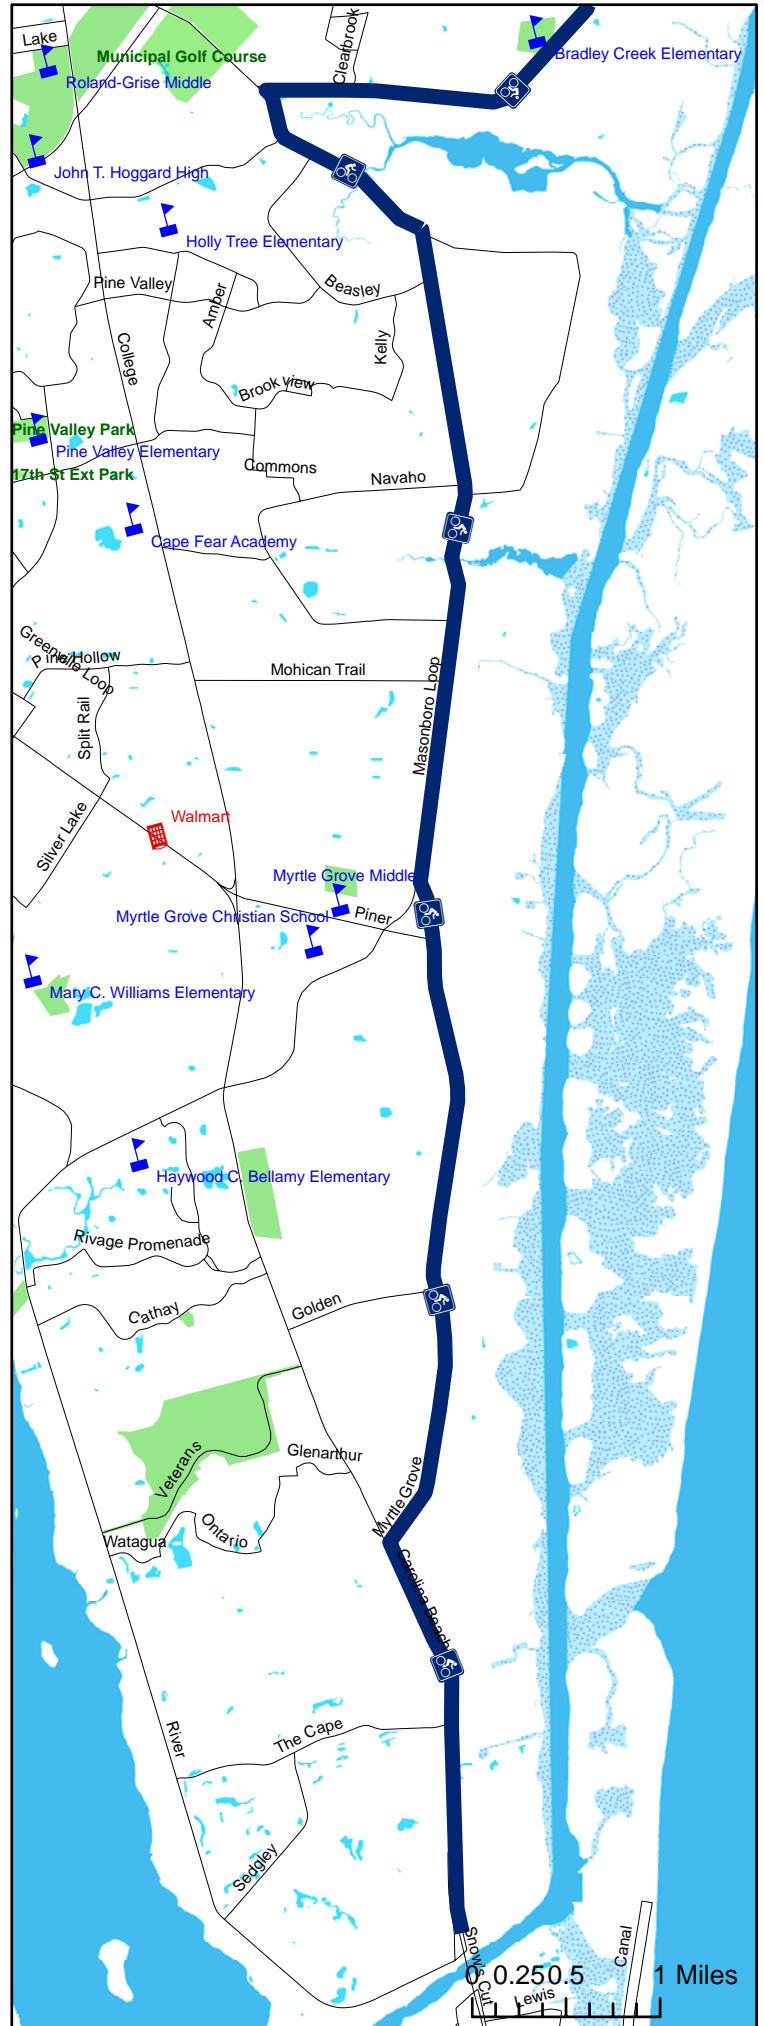 Lake
Clearbrook
Bradley Creek Elementary
Municipal Golf Course
Roland-Grise Middle
John T. Hoggard High
Holly Tree Elementary
Pine Valley
Beasley
Amber
Kelly
College
Brook view
Pine Valley Park
Pine Valley Elementary
Commons
17th St Ext Park
Navaho
Cape Fear Academy
Greenville Loop
Pine Hollow
Mohican Trail
Masonboro Loop
Split Rail
Walmart
Silver Lake
Myrtle Grove Middle
Myrtle Grove Christian School
Piner
Mary C. Williams Elementary
Haywood C. Bellamy Elementary
Rivage Promenade
Cathay
Golden
Veterans
Glenarthur
Myrtle Grove
Ontario
Watagua
Carolina Beach
River
The Cape
Sedgley
Snow's Cut
Canal
0 0.25 0.5 1 Miles
Lewis